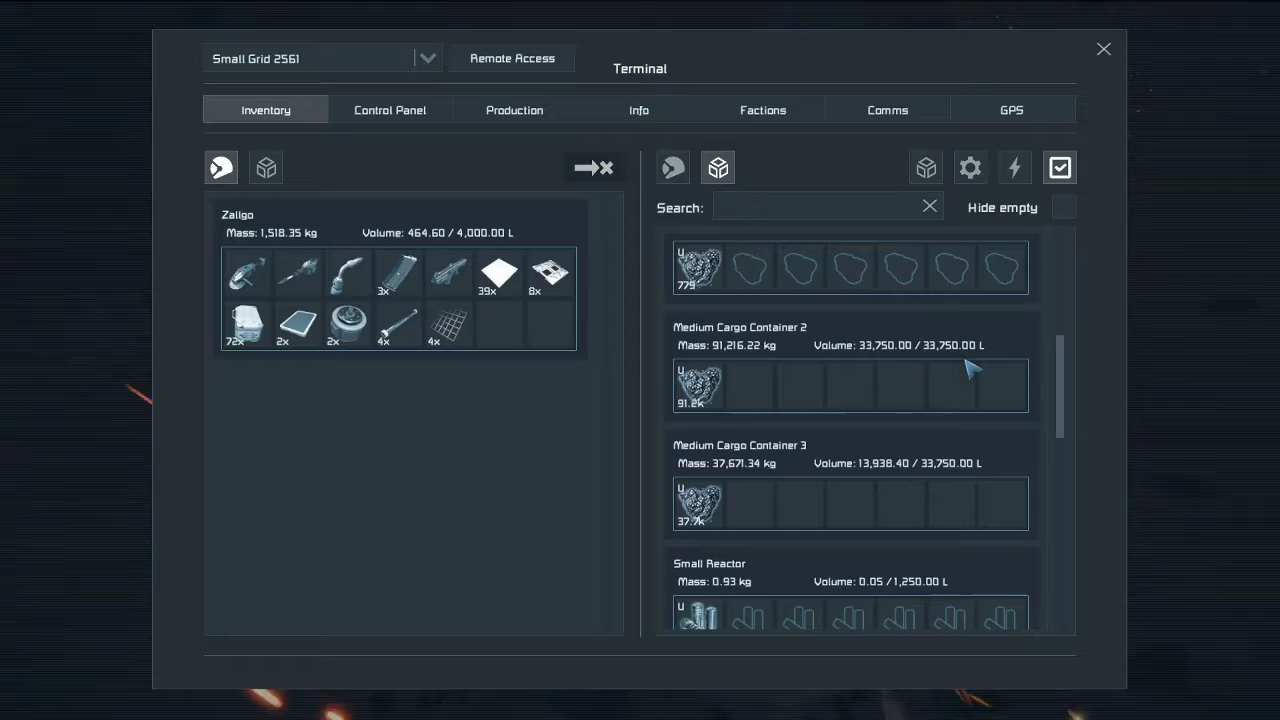 Small Grid 2561
Remote Access
Terminal
Inventory
Control Panel
Production
Info
Factions
Comms
GPS
Search:
Hide empty
Zallgo
Mass: 1,518.35 kg Volume: 464.60 / 4,000.00 L
3x 39x 8x
72x 2x 2x 4x 4x
U
779
Medium Cargo Container 2
Mass: 91,216.22 kg Volume: 33,750.00 / 33,750.00 L
U
91.2k
Medium Cargo Container 3
Mass: 37,671.34 kg Volume: 13,938.40 / 33,750.00 L
U
37.7k
Small Reactor
Mass: 0.93 kg Volume: 0.05 / 1,250.00 L
U